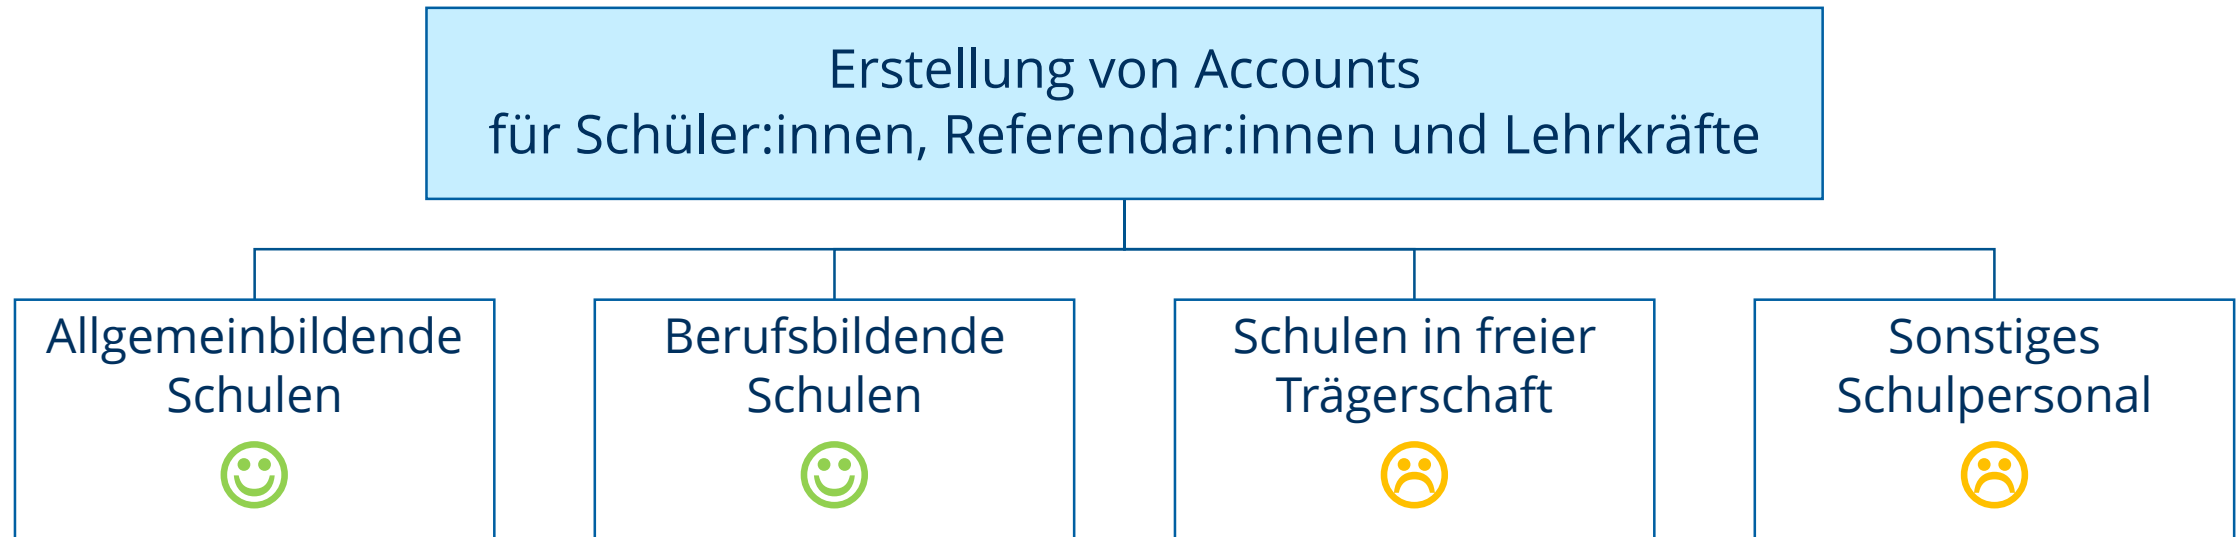 Erstellung von Accounts
für Schüler:innen, Referendar:innen und Lehrkräfte
Allgemeinbildende
Schulen
Berufsbildende
Schulen
Schulen in freier
Trägerschaft
Sonstiges
Schulpersonal